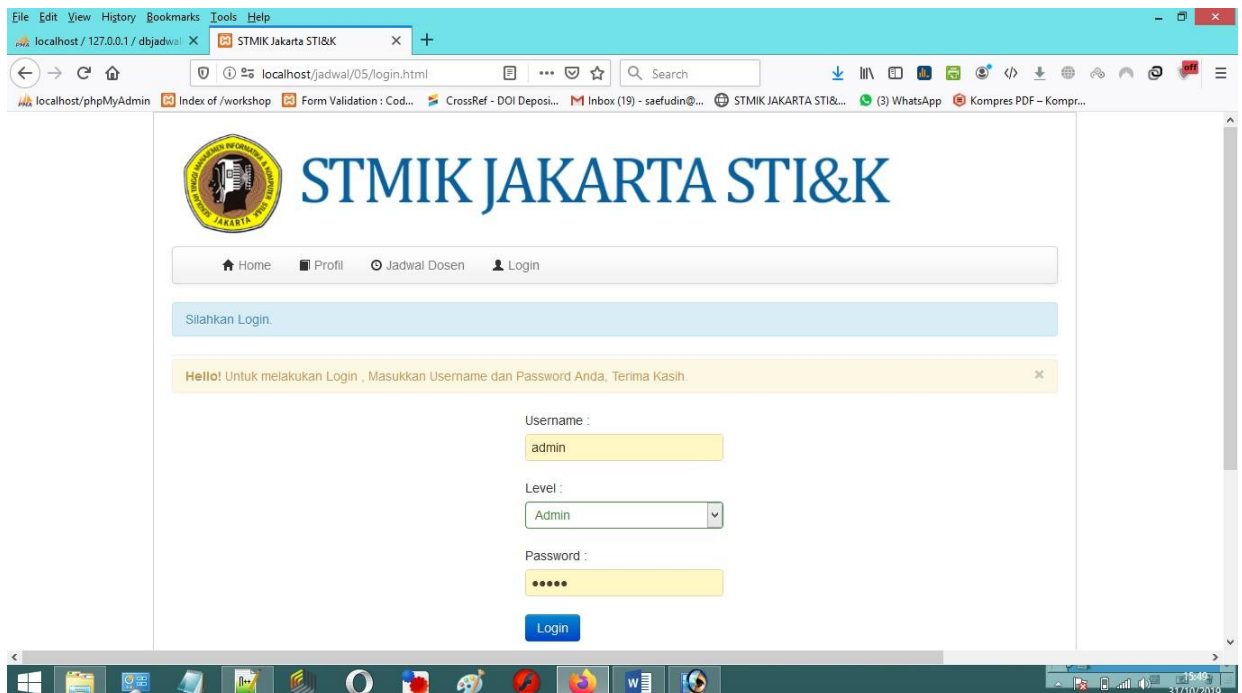 File Edit View History Bookmarks Tools Help
localhost / 127.0.0.1 / dbjadwal
STMIK Jakarta STI&K
localhost/jadwal/05/login.html
Search
off
localhost/phpMyAdmin Index of /workshop Form Validation : Cod... CrossRef - DOI Deposi... Inbox (19) - saefudin@... STMIK JAKARTA STI&... (3) WhatsApp Kompres PDF – Kompr...
JAKARTA
STMIK JAKARTA STI&K
Home Profil Jadwal Dosen Login
Silahkan Login.
Hello! Untuk melakukan Login , Masukkan Username dan Password Anda, Terima Kasih.
Username :
admin
Level :
Admin
Password :
●●●●●
Login
15:49
31/10/2019